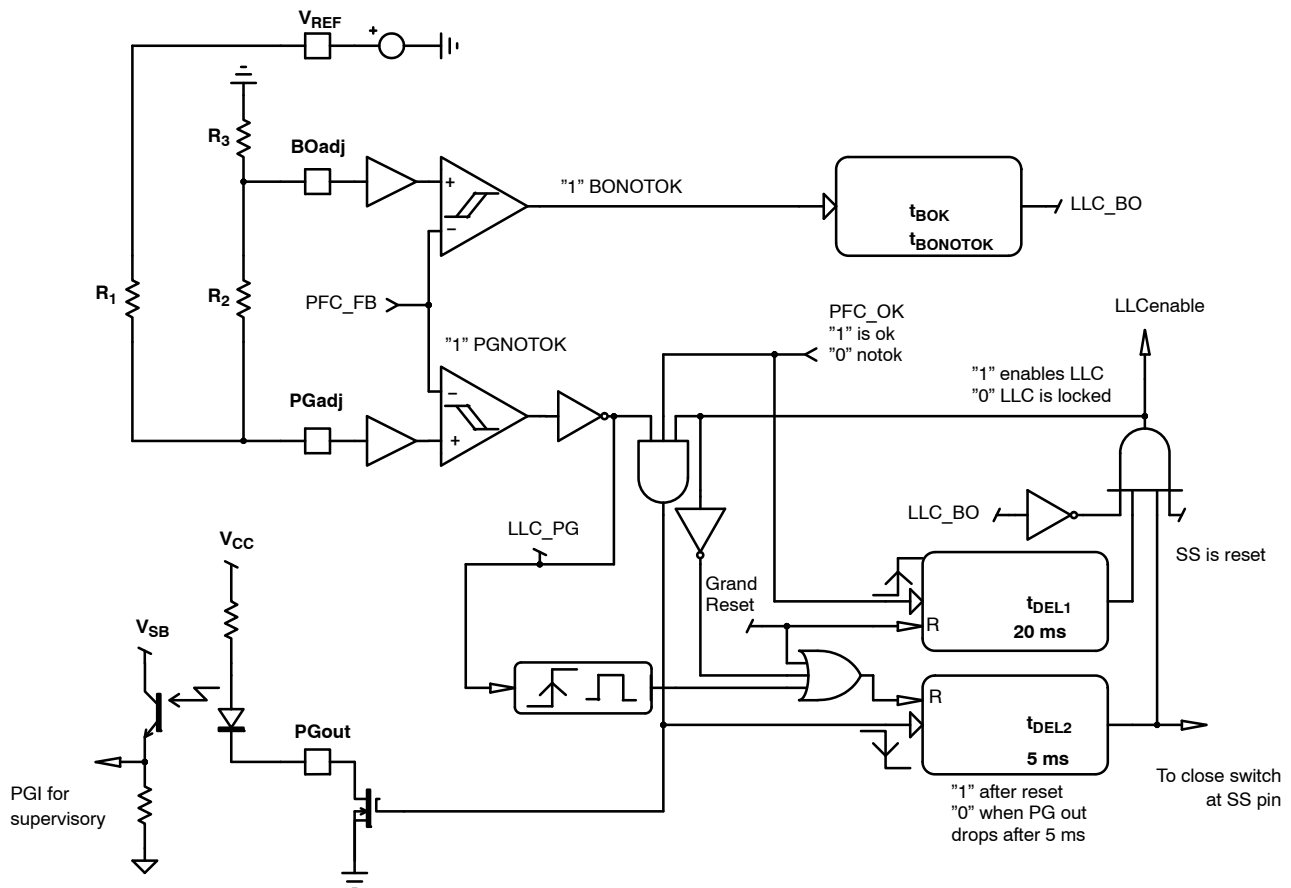 VREF
+
R3
BOadj
+
−
"1" BONOTOK
tBOK
tBONOTOK
LLC_BO
R1
R2
PFC_FB
"1" PGNOTOK
PFC_OK
"1" is ok
"0" notok
LLCenable
"1" enables LLC
"0" LLC is locked
PGadj
−
+
LLC_BO
SS is reset
LLC_PG
VCC
Grand
Reset
tDEL1
20 ms
R
VSB
R
tDEL2
5 ms
PGout
PGI for
supervisory
"1" after reset
"0" when PG out
drops after 5 ms
To close switch
at SS pin